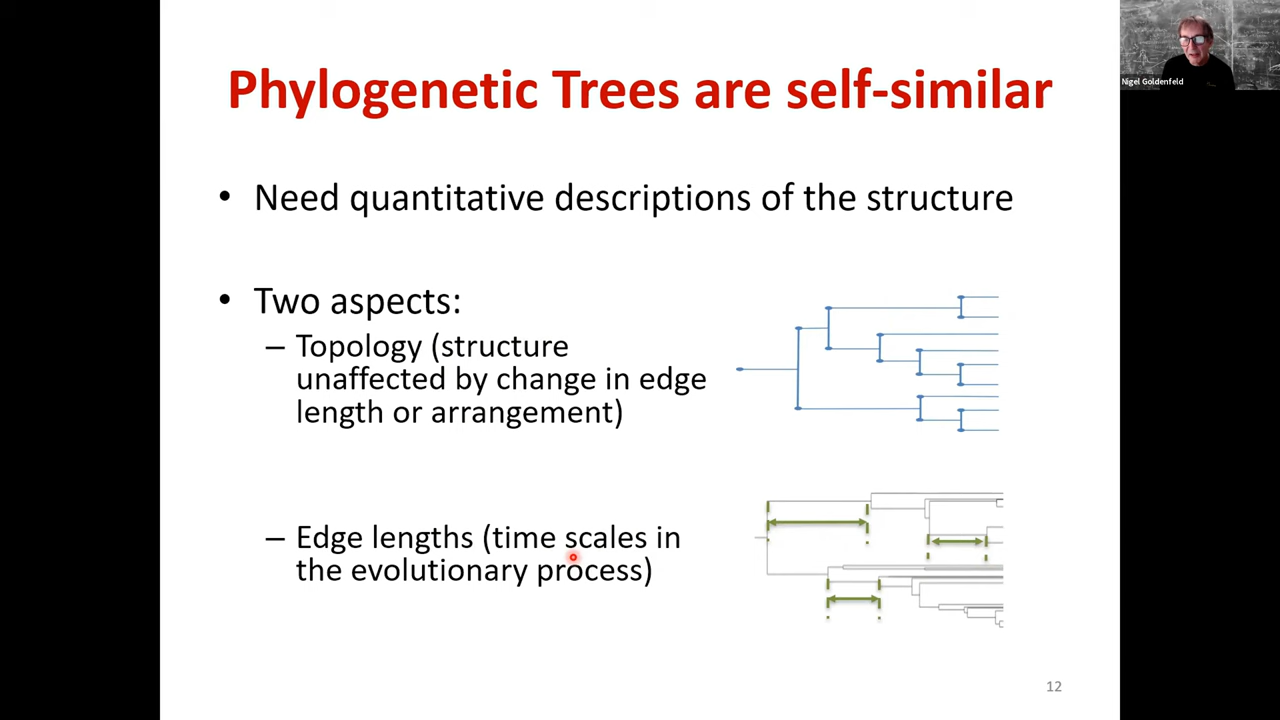 Phylogenetic Trees are self-similar
Nigel Goldenfeld
• Need quantitative descriptions of the structure
• Two aspects:
– Topology (structure
unaffected by change in edge
length or arrangement)
– Edge lengths (time scales in
the evolutionary process)
12